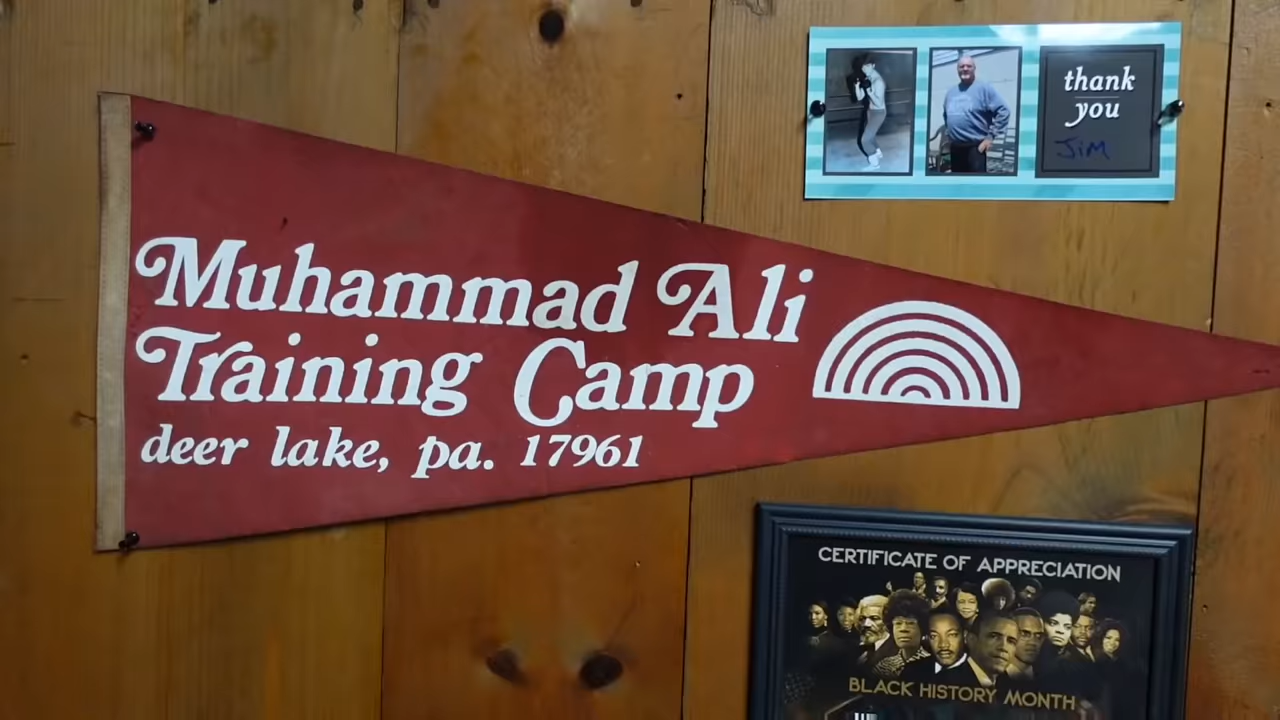 thank
you
Jim
Muhammad Ali
Training Camp
deer lake, pa. 17961
CERTIFICATE OF APPRECIATION
BLACK HISTORY MONTH